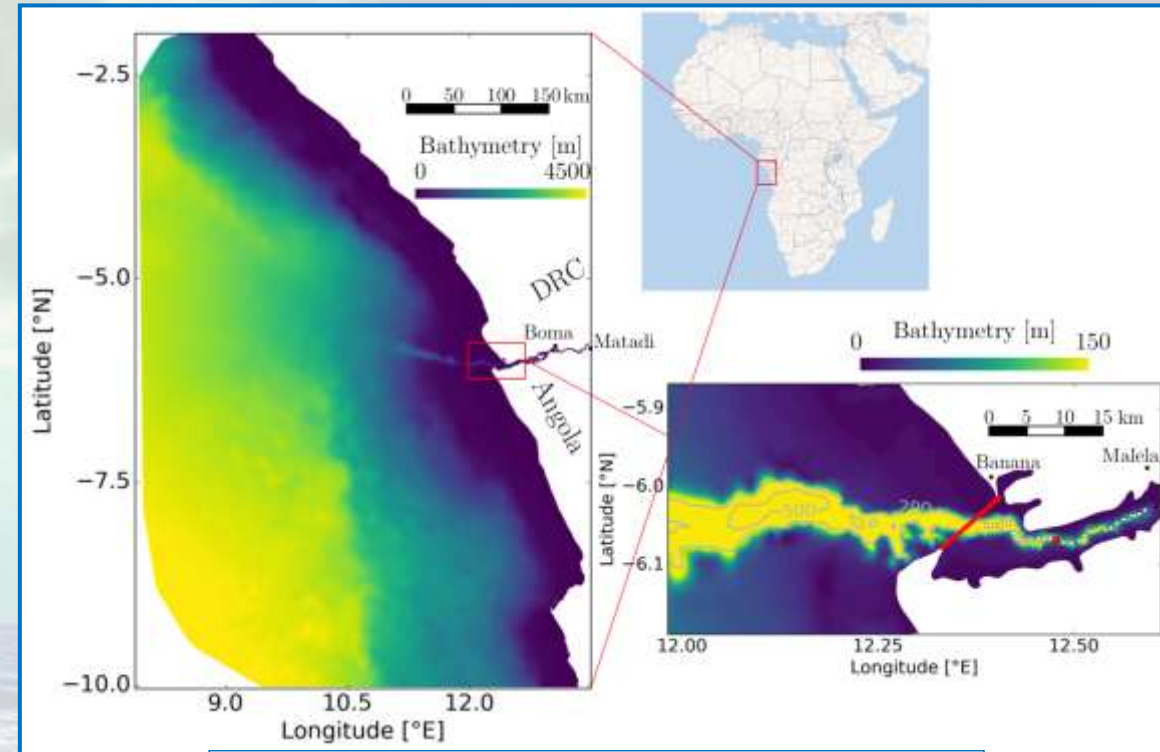 −2.5
−5.0
−7.5
−10.0
Latitude [°N]
9.0 10.5 12.0
Longitude [°E]
0 50 100 150 km
Bathymetry [m]
0 4500
DRC
Boma
Matadi
Angola
Bathymetry [m]
0 150
−5.9
−6.0
−6.1
Latitude [°N]
0 5 10 15 km
Banana
Malela
500
200
12.00 12.25 12.50
Longitude [°E]